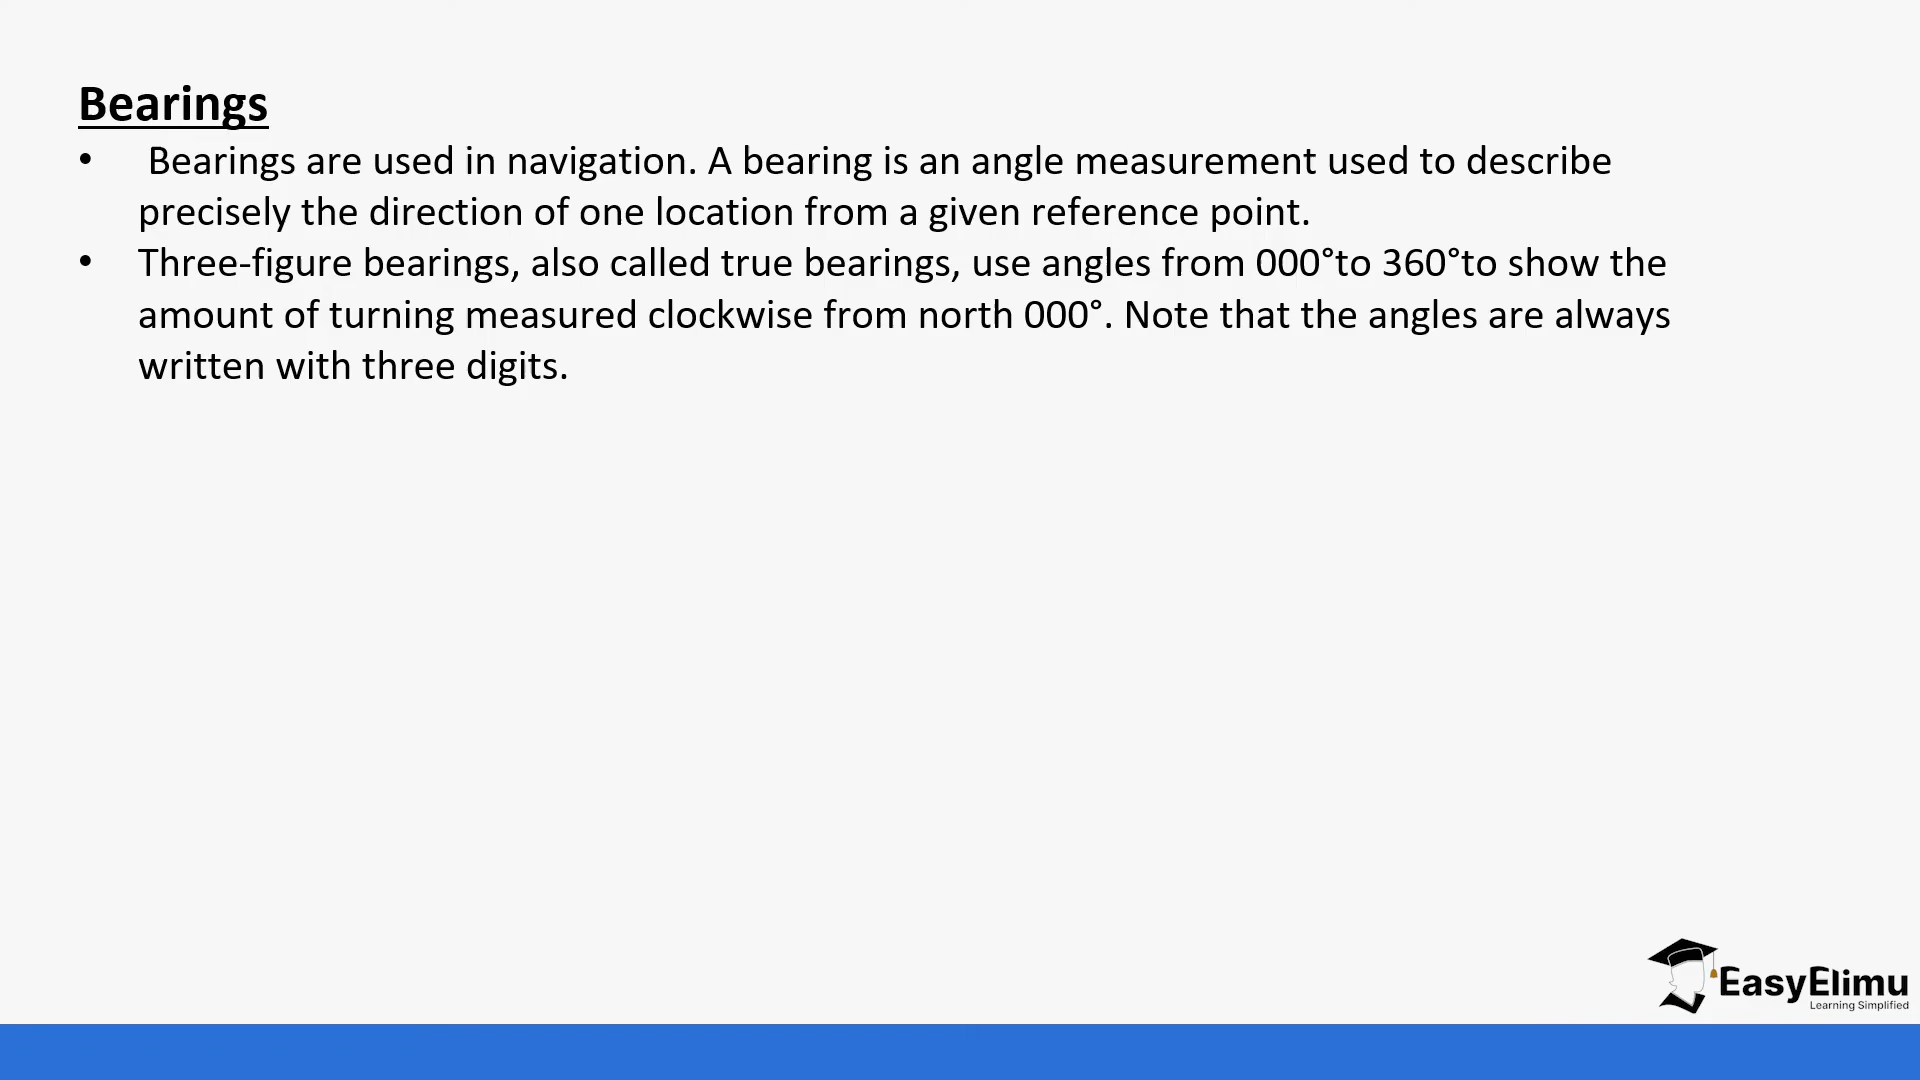 Bearings
• Bearings are used in navigation. A bearing is an angle measurement used to describe
precisely the direction of one location from a given reference point.
• Three-figure bearings, also called true bearings, use angles from 000°to 360°to show the
amount of turning measured clockwise from north 000°. Note that the angles are always
written with three digits.
EasyElimu
Learning Simplified